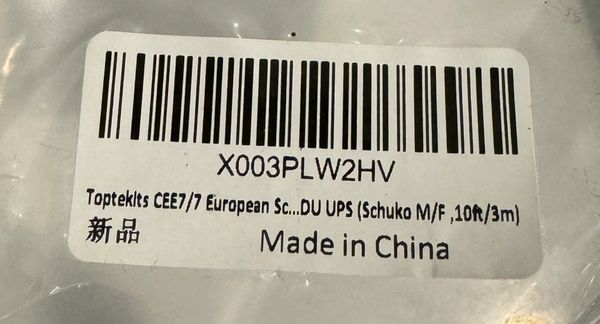 X003PLW2HV
Toptekits CEE7/7 European Sc...DU UPS (Schuko M/F ,10ft/3m)
新品
Made in China